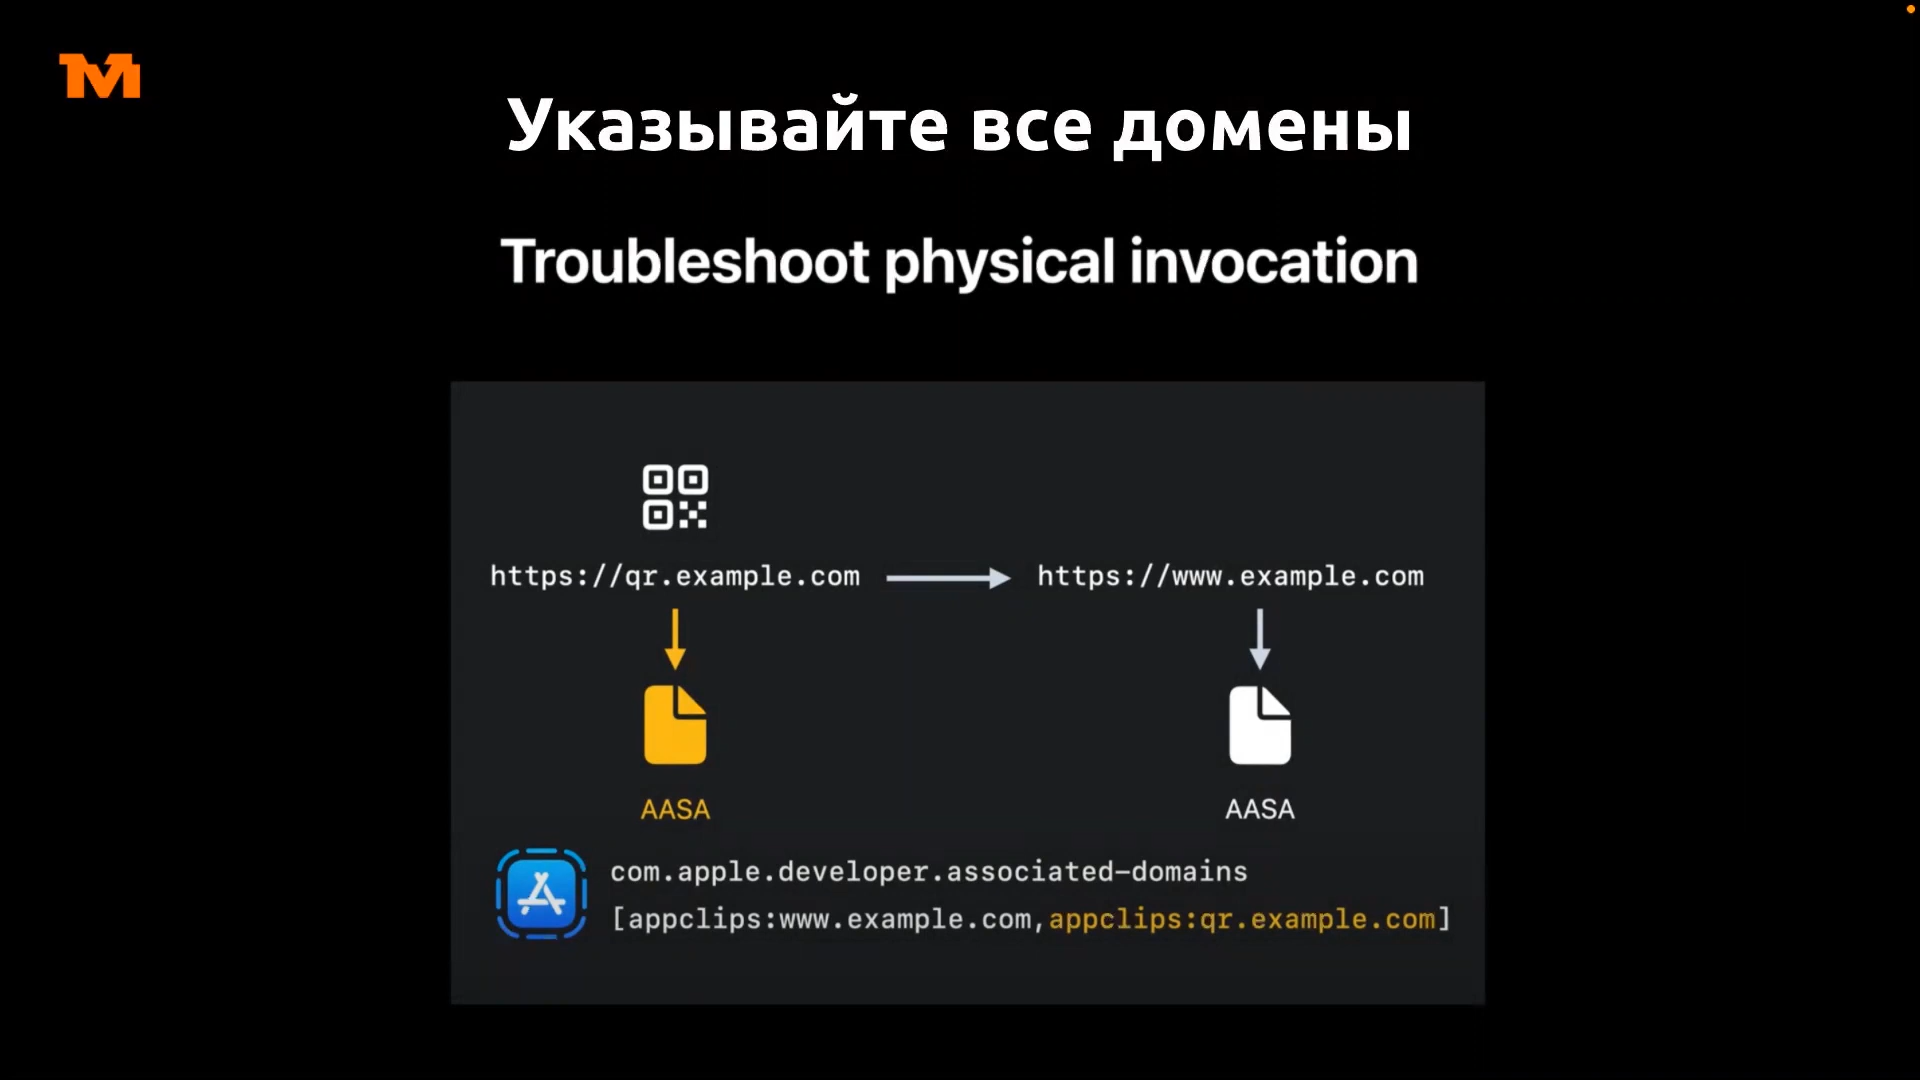 Указывайте все домены
Troubleshoot physical invocation
https://qr.example.com
https://www.example.com
AASA
AASA
com.apple.developer.associated-domains
[appclips:www.example.com,appclips:qr.example.com]